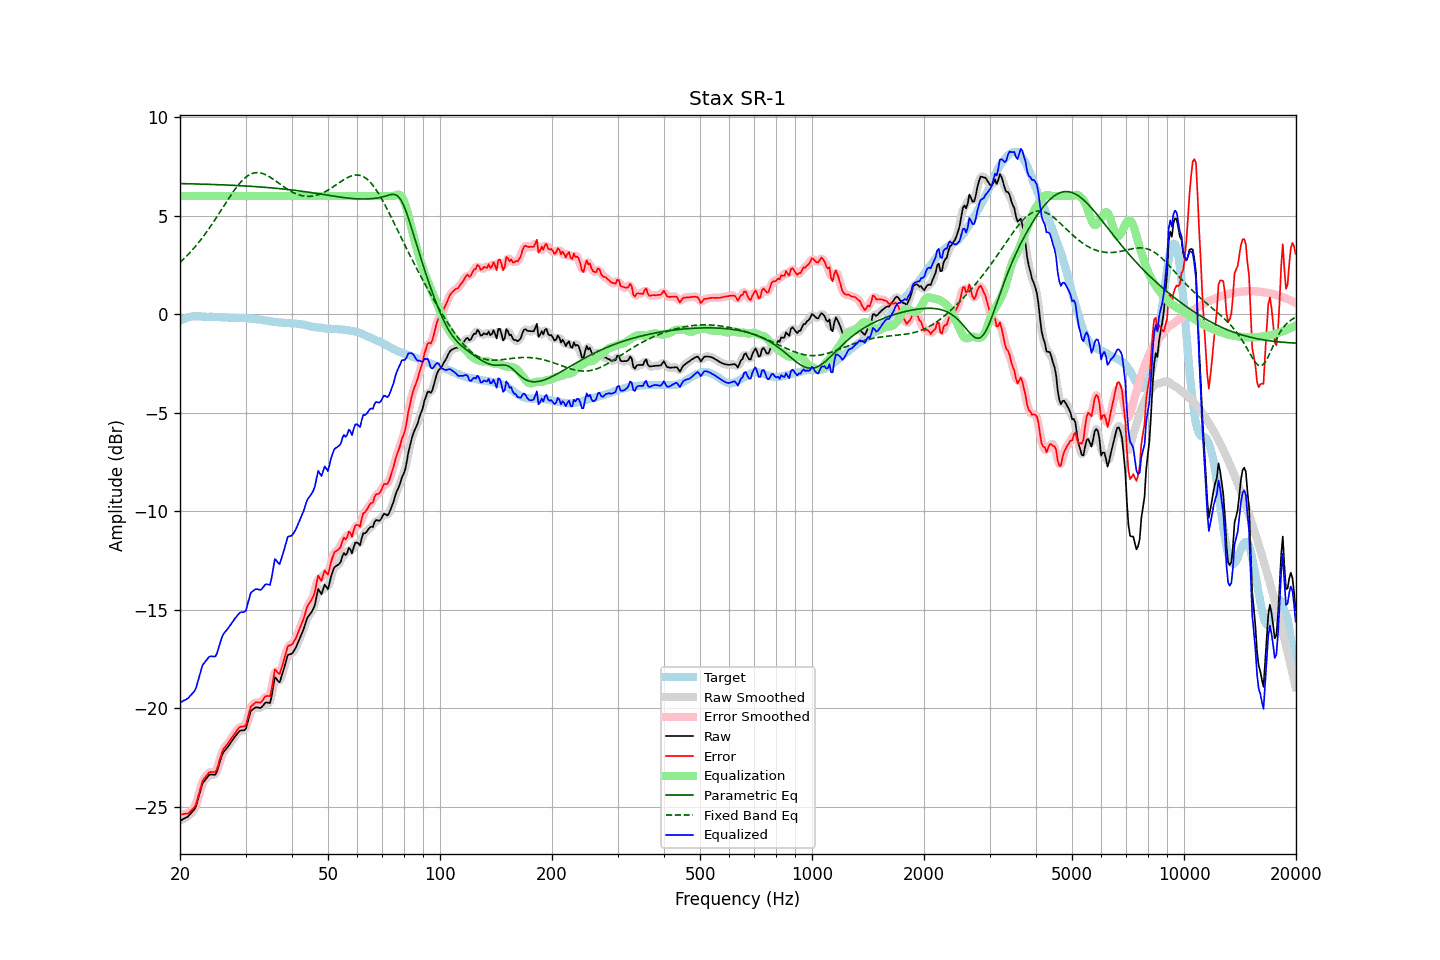 Stax SR-1
Amplitude (dBr)
10
5
0
−5
−10
−15
−20
−25
Target
Raw Smoothed
Error Smoothed
Raw
Error
Equalization
Parametric Eq
Fixed Band Eq
Equalized
20 50 100 200 500 1000 2000 5000 10000 20000
Frequency (Hz)